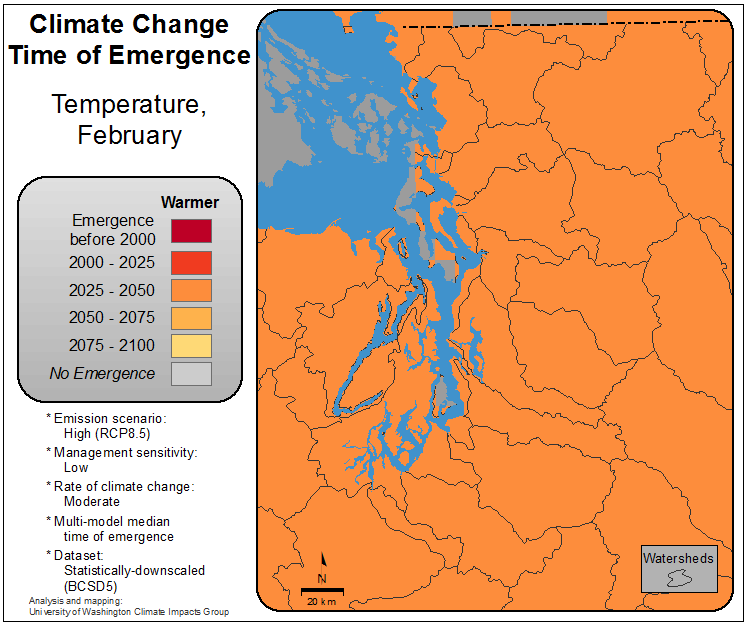 Climate Change
Time of Emergence
Temperature,
February
Warmer
Emergence
before 2000
2000 - 2025
2025 - 2050
2050 - 2075
2075 - 2100
No Emergence
* Emission scenario:
High (RCP8.5)
* Management sensitivity:
Low
* Rate of climate change:
Moderate
* Multi-model median
time of emergence
* Dataset:
Statistically-downscaled
(BCSD5)
Analysis and mapping:
University of Washington Climate Impacts Group
N
20 km
Watersheds